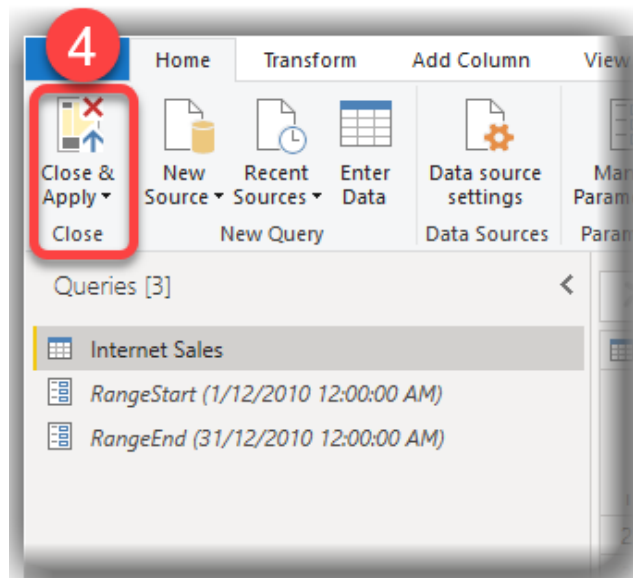 4
Home Transform Add Column View
Close & New Recent Enter Data source
Apply Source Sources Data settings
Close New Query Data Sources
Queries [3]
Internet Sales
RangeStart (1/12/2010 12:00:00 AM)
RangeEnd (31/12/2010 12:00:00 AM)